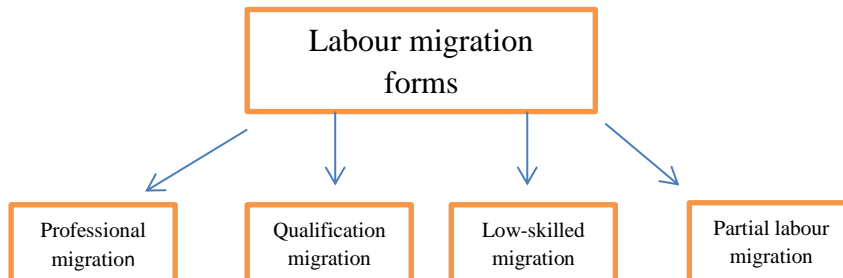 Labour migration
forms
Professional
migration
Qualification
migration
Low-skilled
migration
Partial labour
migration